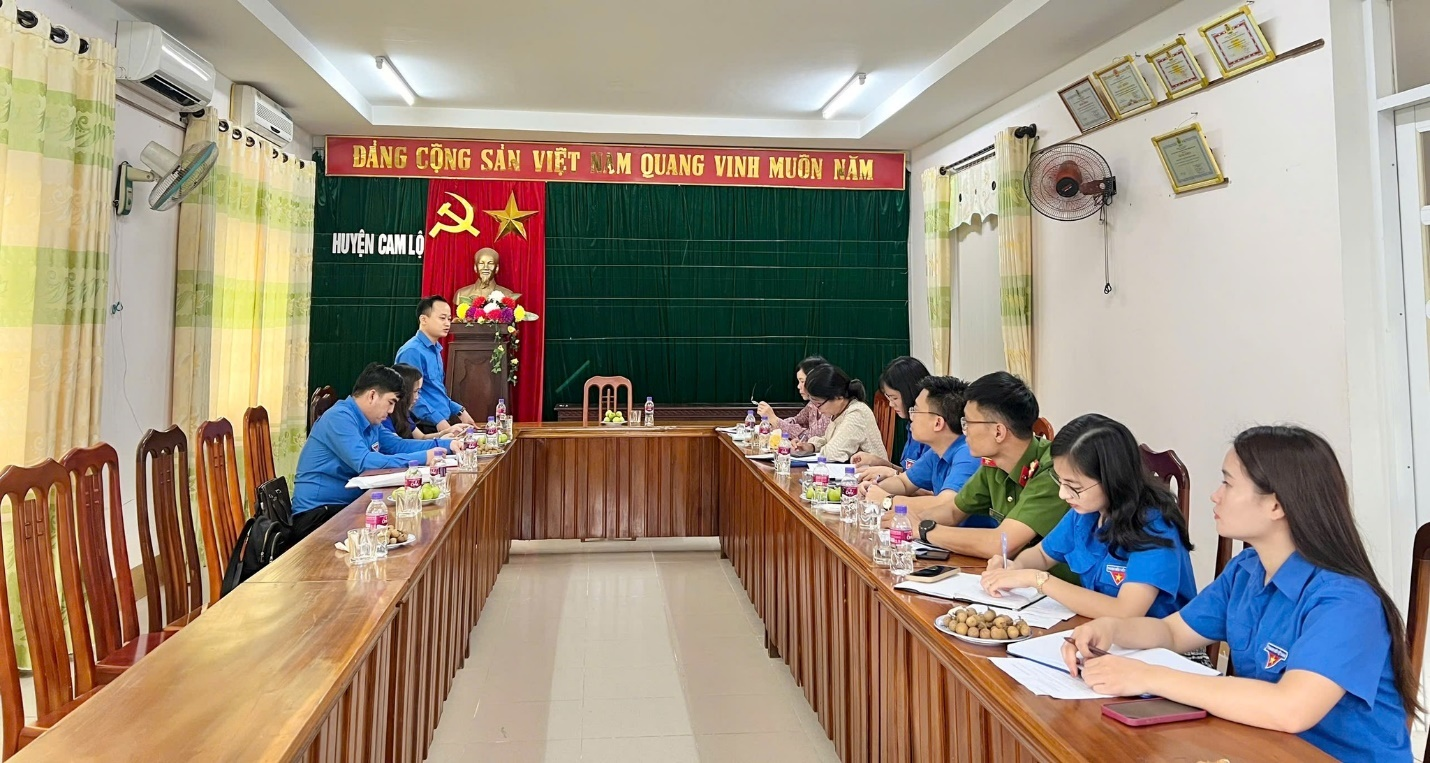 ĐẢNG CỘNG SẢN VIỆT NAM QUANG VINH MUÔN NĂM
HUYỆN CAM LỘ